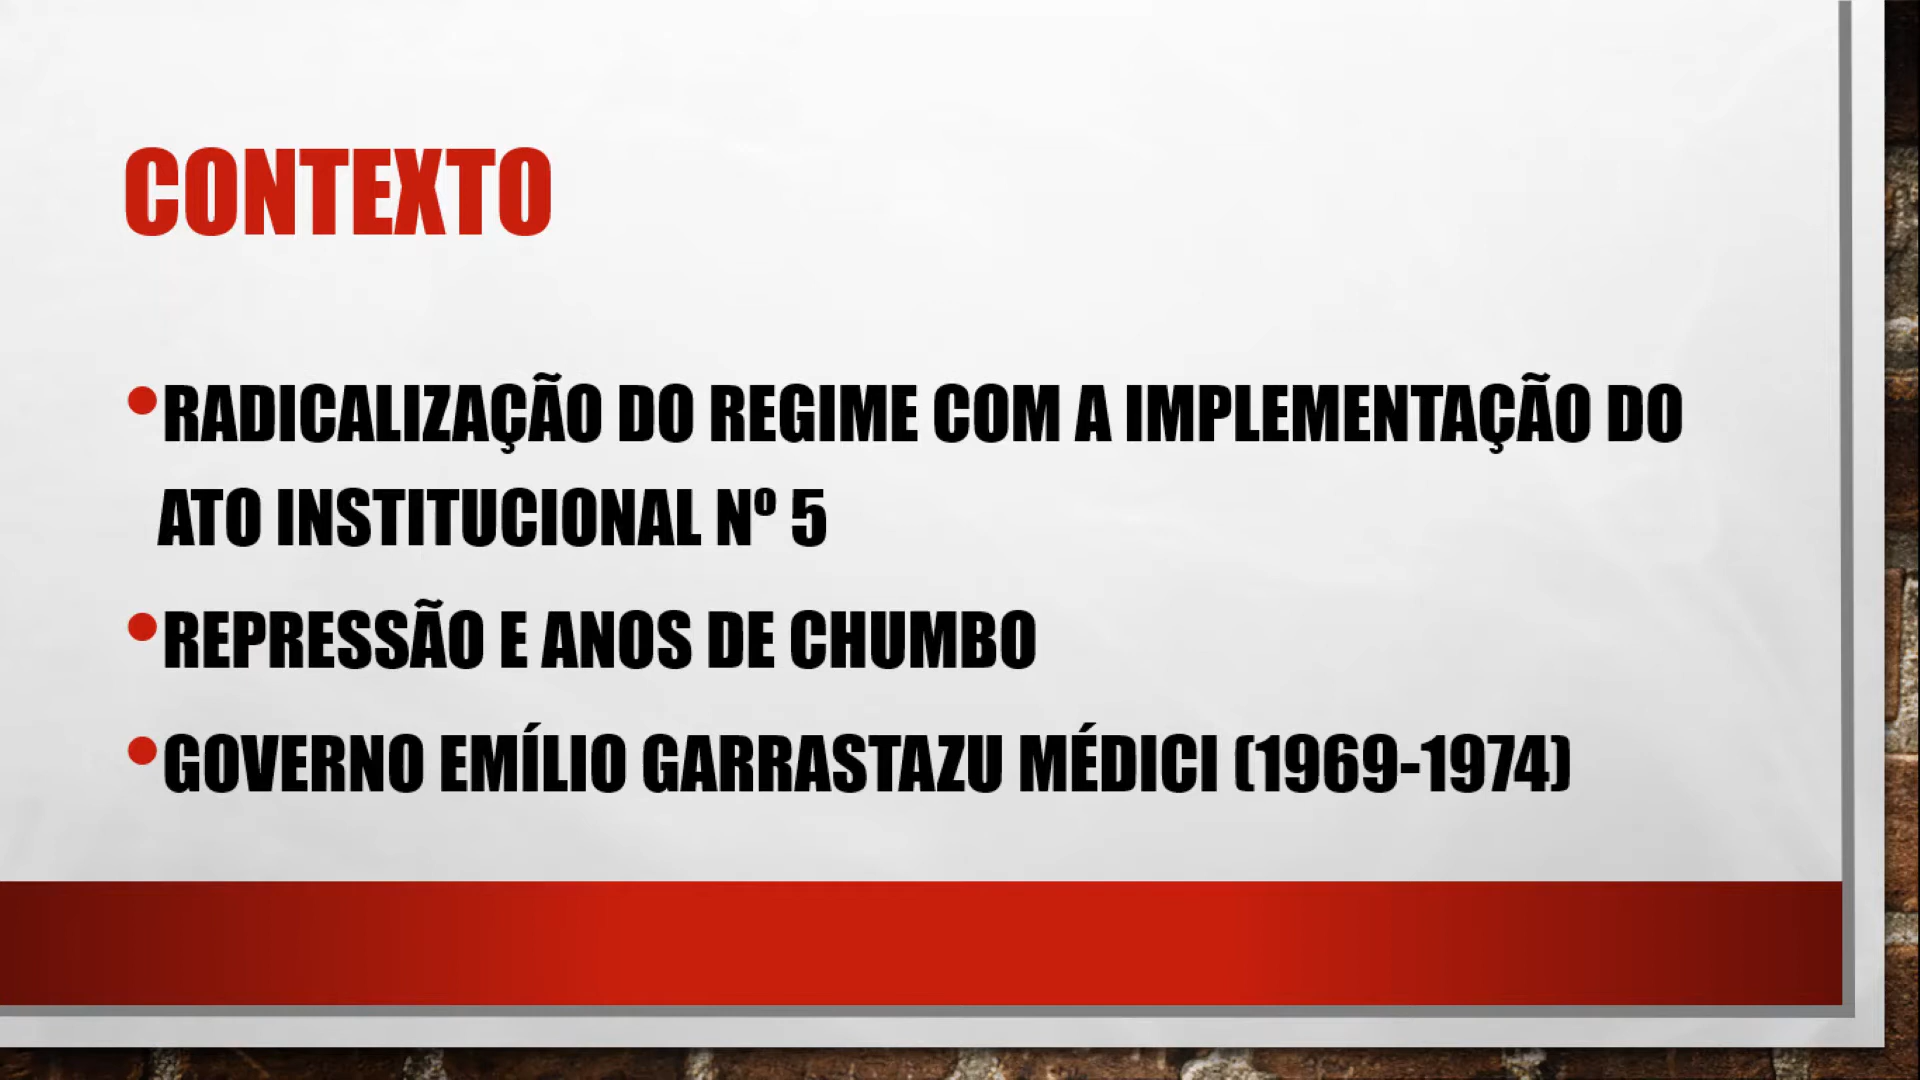 CONTEXTO
•RADICALIZAÇÃO DO REGIME COM A IMPLEMENTAÇÃO DO
ATO INSTITUCIONAL Nº 5
•REPRESSÃO E ANOS DE CHUMBO
•GOVERNO EMÍLIO GARRASTAZU MÉDICI (1969-1974)